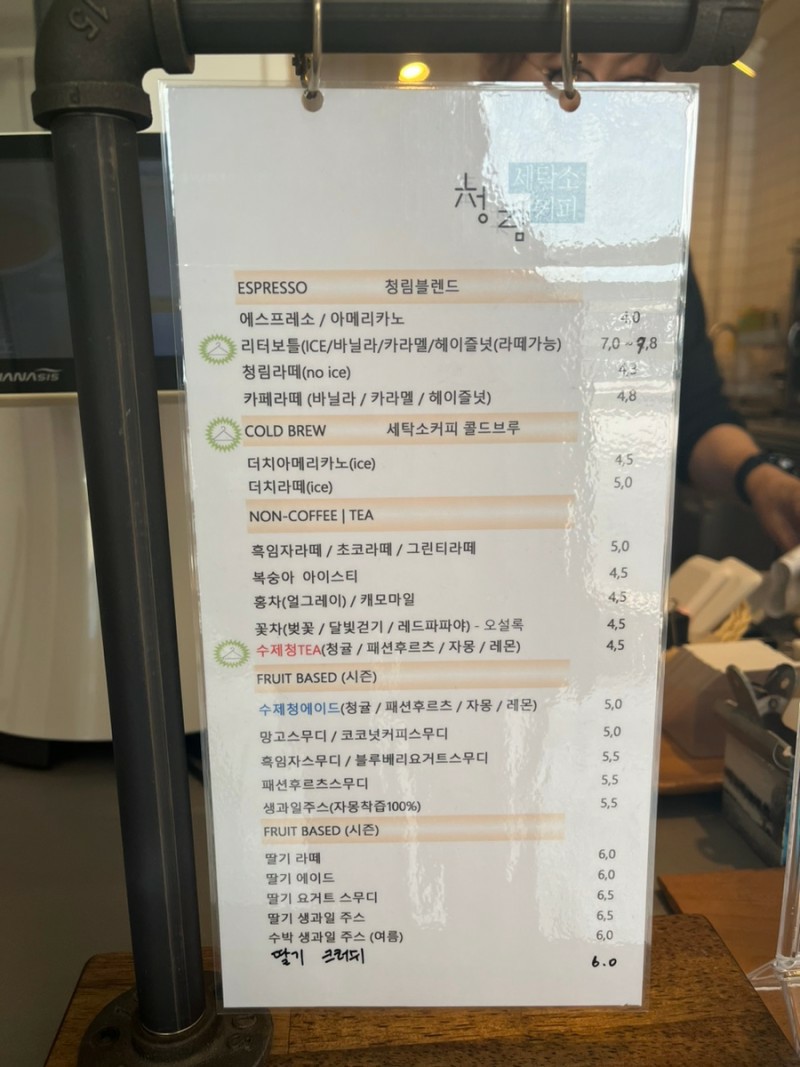 15
청림
세탁소
커피
ESPRESSO 청림블렌드
에스프레소 / 아메리카노 4,0
리터보틀(ICE/바닐라/카라멜/헤이즐넛(라떼가능) 7,0 ~ 9,8
청림라떼(no ice) 4,3
카페라떼 (바닐라 / 카라멜 / 헤이즐넛) 4,8
COLD BREW 세탁소커피 콜드브루
더치아메리카노(ice) 4,5
더치라떼(ice) 5,0
NON-COFFEE | TEA
흑임자라떼 / 초코라떼 / 그린티라떼 5,0
복숭아 아이스티 4,5
홍차(얼그레이) / 캐모마일 4,5
꽃차(벚꽃 / 달빛걷기 / 레드파파야) - 오설록 4,5
수제청TEA(청귤 / 패션후르츠 / 자몽 / 레몬) 4,5
FRUIT BASED (시즌)
수제청에이드(청귤 / 패션후르츠 / 자몽 / 레몬) 5,0
망고스무디 / 코코넛커피스무디 5,0
흑임자스무디 / 블루베리요거트스무디 5,5
패션후르츠스무디 5,5
생과일주스(자몽착즙100%) 5,5
FRUIT BASED (시즌)
딸기 라떼 6,0
딸기 에이드 6,0
딸기 요거트 스무디 6,5
딸기 생과일 주스 6,5
수박 생과일 주스 (여름) 6,0
딸기 크러디 6.0